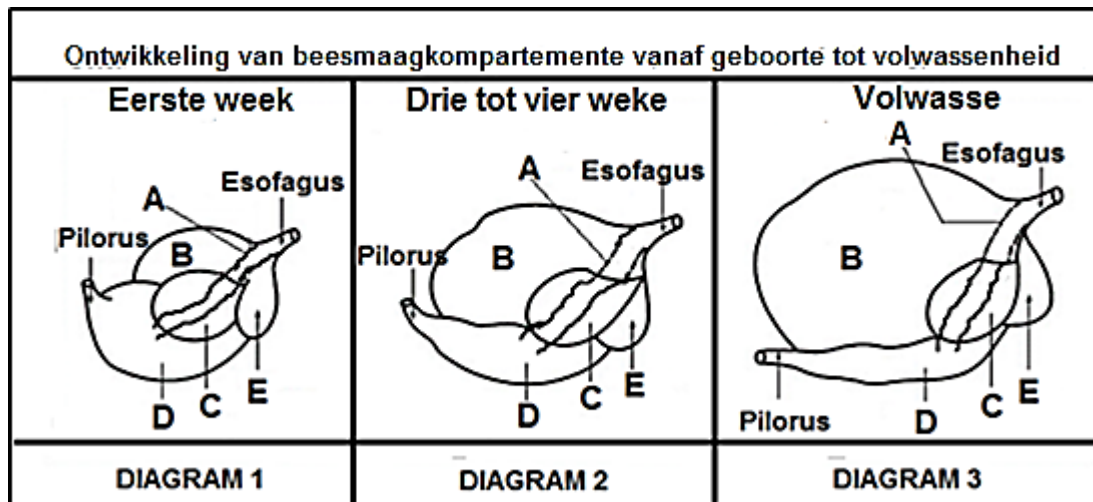 Ontwikkeling van beesmaagkompartemente vanaf geboorte tot volwassenheid
Eerste week
Esofagus
A
Pilorus
B
E
C
D
DIAGRAM 1
Drie tot vier weke
Esofagus
A
Pilorus
B
E
C
D
DIAGRAM 2
Volwasse
A
Esofagus
B
E
C
Pilorus
D
DIAGRAM 3